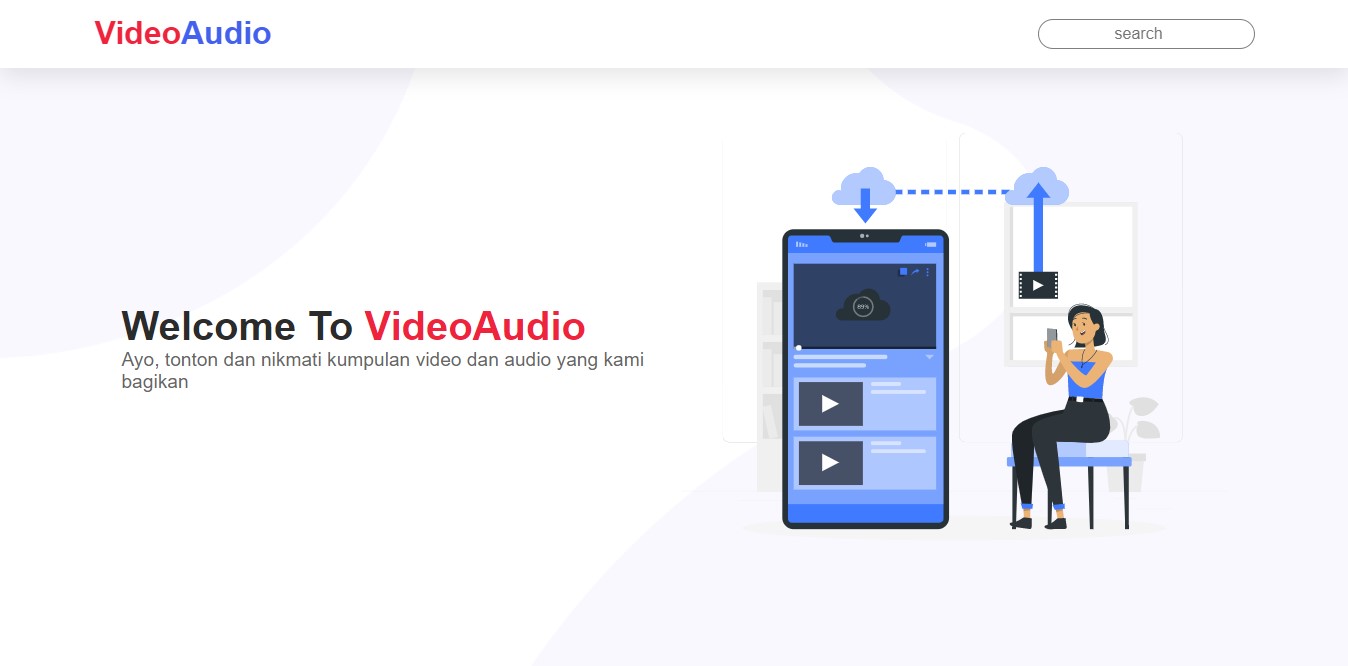 VideoAudio
search
Welcome To VideoAudio
Ayo, tonton dan nikmati kumpulan video dan audio yang kami
bagikan
89%